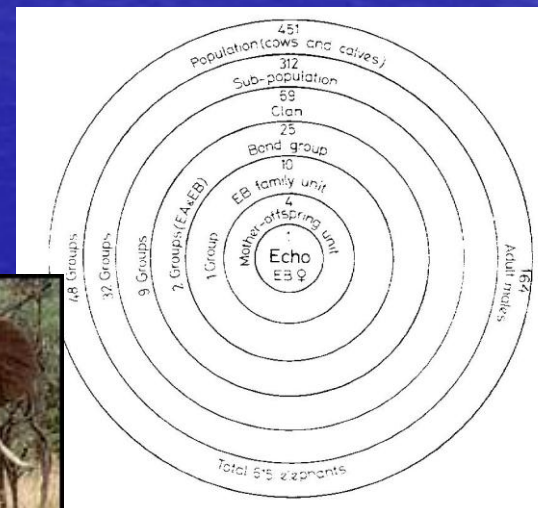 451
Population (cows and calves)
312
Sub-population
59
Clan
25
Bond group
10
EB family unit
4
Mother-offspring unit
1
Echo
EB ♀
1 Group
2 Groups (EA&EB)
9 Groups
32 Groups
48 Groups
164
Adult males
Total 615 elephants